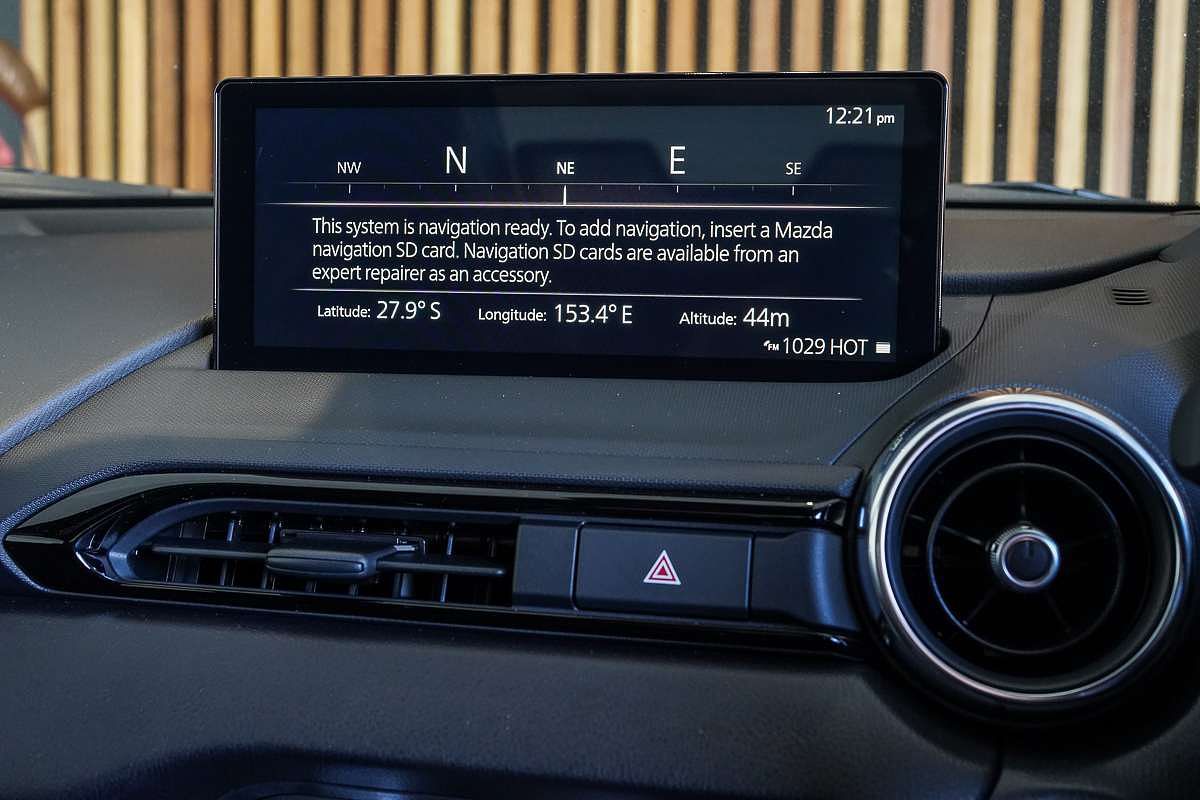 12:21 pm
NW N NE E SE
This system is navigation ready. To add navigation, insert a Mazda
navigation SD card. Navigation SD cards are available from an
expert repairer as an accessory.
Latitude: 27.9° S Longitude: 153.4° E Altitude: 44m
FM 1029 HOT